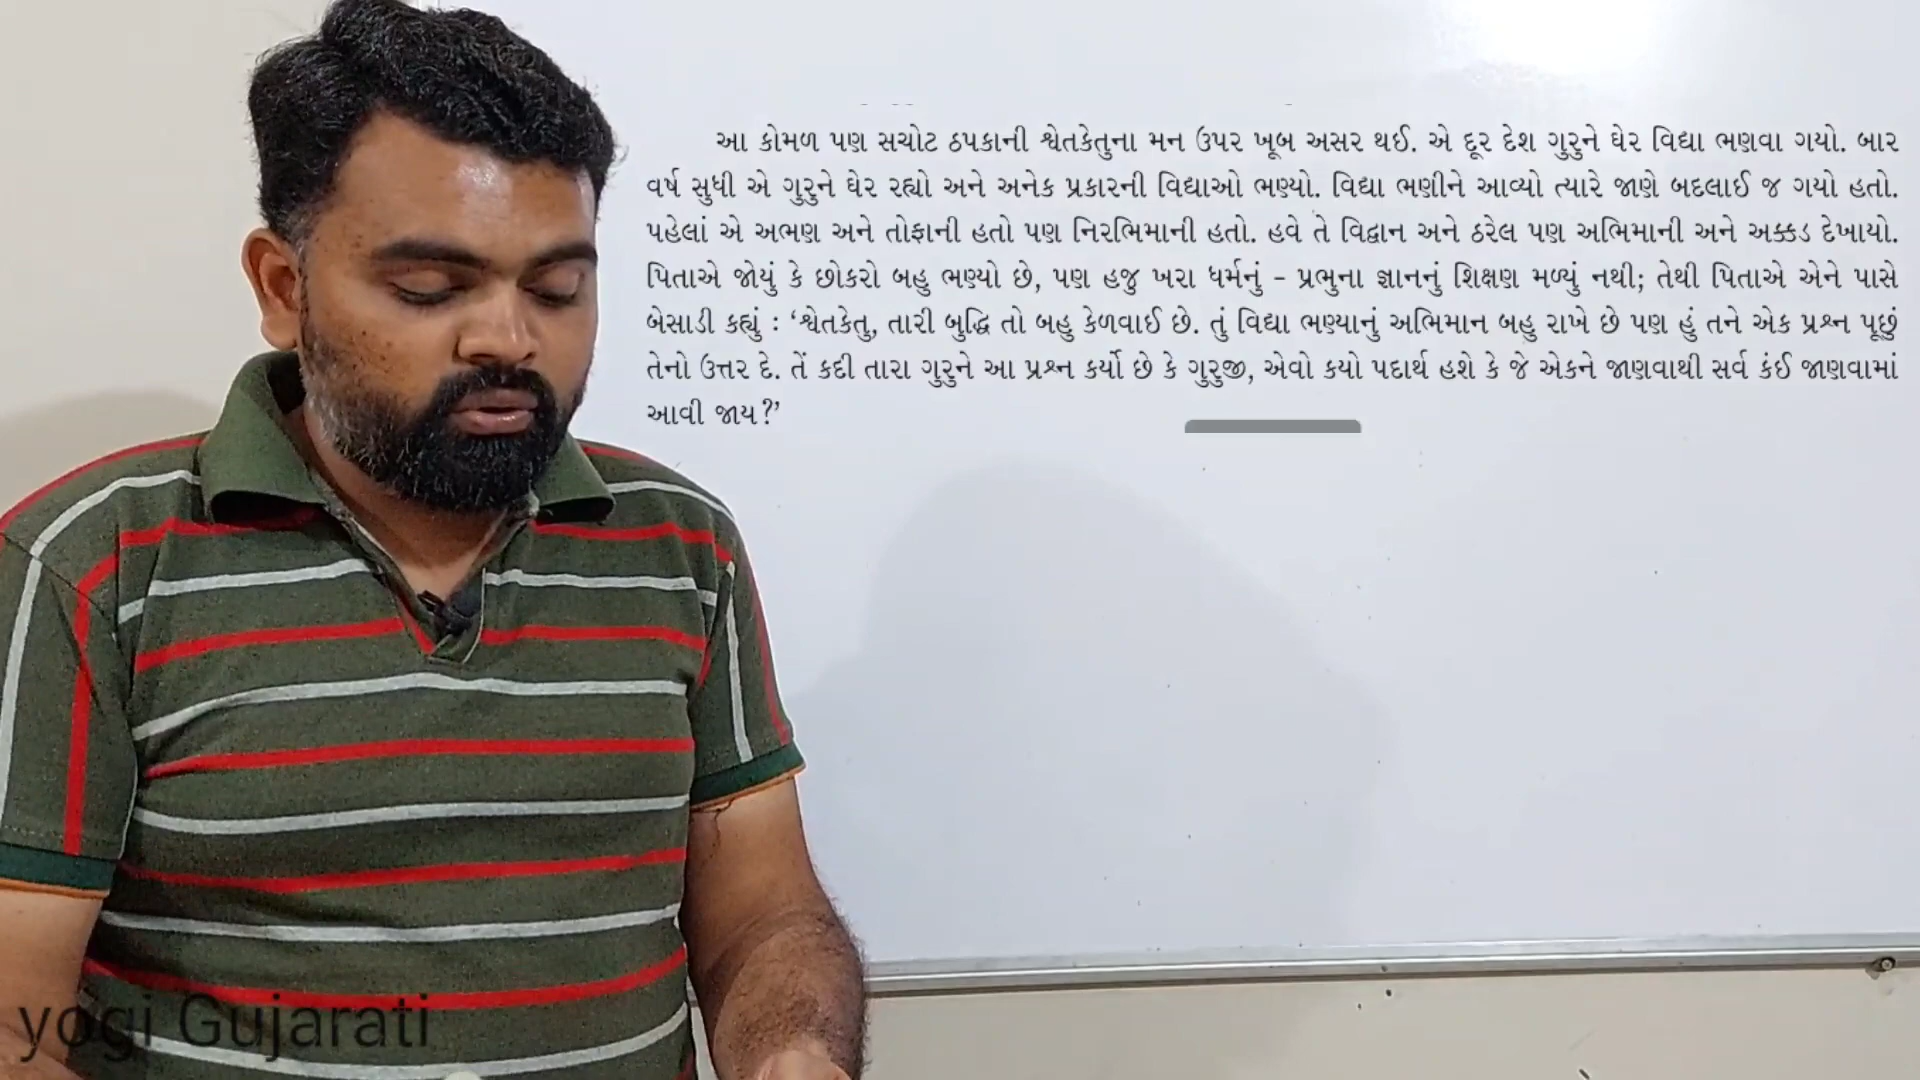 આ કોમળ પણ સચોટ ઠપકાની શ્વેતકેતુના મન ઉપર ખૂબ અસર થઈ. એ દૂર દેશ ગુરુને ઘેર વિદ્યા ભણવા ગયો. બાર
વર્ષ સુધી એ ગુરુને ઘેર રહ્યો અને અનેક પ્રકારની વિદ્યાઓ ભણ્યો. વિદ્યા ભણીને આવ્યો ત્યારે જાણે બદલાઈ જ ગયો હતો.
પહેલાં એ અભણ અને તોફાની હતો પણ નિરભિમાની હતો. હવે તે વિદ્વાન અને ઠરેલ પણ અભિમાની અને અક્કડ દેખાયો.
પિતાએ જોયું કે છોકરો બહુ ભણ્યો છે, પણ હજુ ખરા ધર્મનું – પ્રભુના જ્ઞાનનું શિક્ષણ મળ્યું નથી; તેથી પિતાએ એને પાસે
બેસાડી કહ્યું : ‘શ્વેતકેતુ, તારી બુદ્ધિ તો બહુ કેળવાઈ છે. તું વિદ્યા ભણ્યાનું અભિમાન બહુ રાખે છે પણ હું તને એક પ્રશ્ન પૂછું
તેનો ઉત્તર દે. તેં કદી તારા ગુરુને આ પ્રશ્ન કર્યો છે કે ગુરુજી, એવો કયો પદાર્થ હશે કે જે એકને જાણવાથી સર્વ કંઈ જાણવામાં
આવી જાય?’
yogi Gujarati